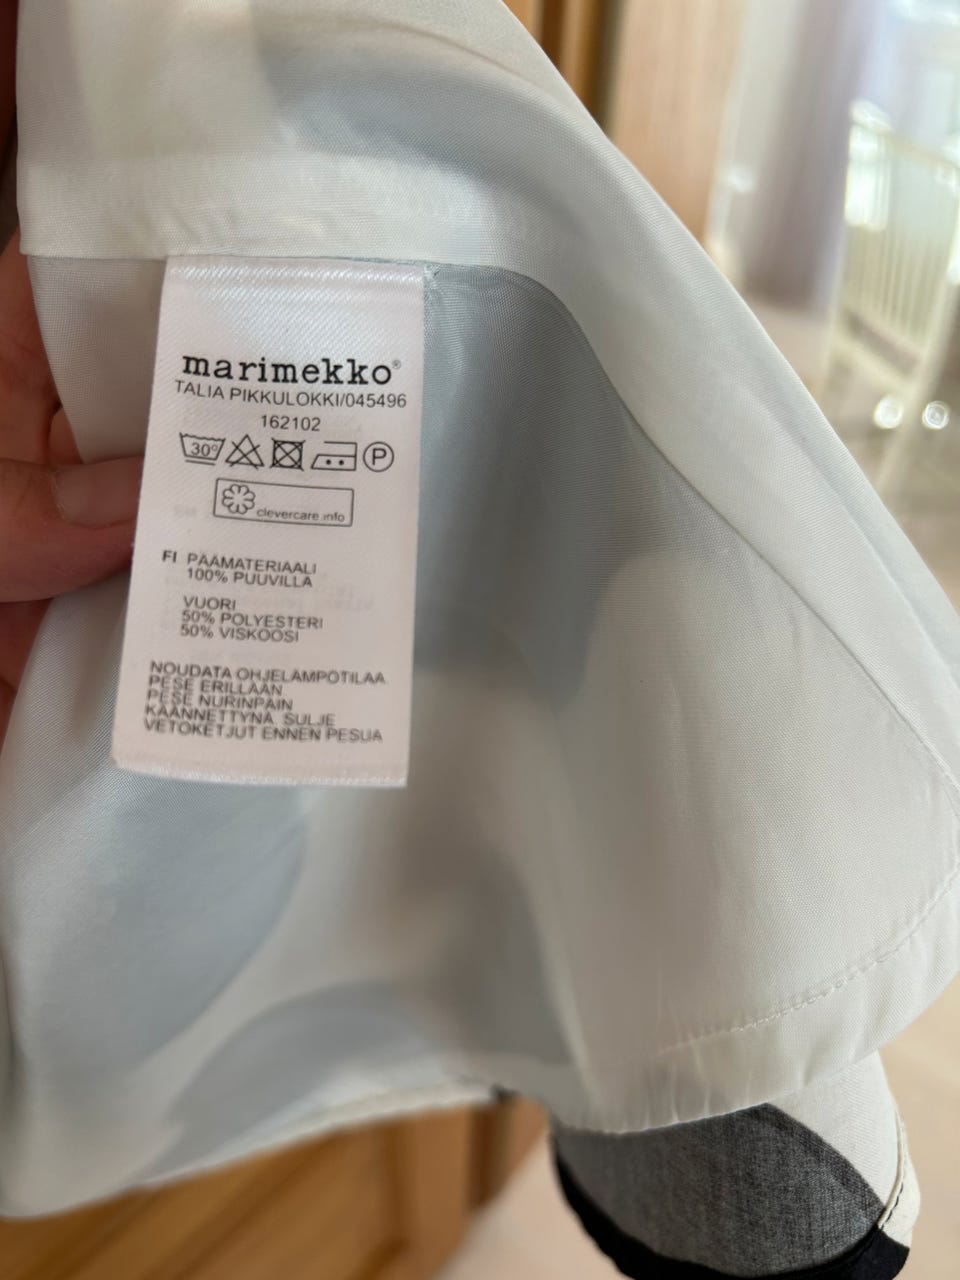 marimekko®
TALIA PIKKULOKKI/045496
162102
30° P
clevercare.info
FI PÄÄMATERIAALI
100% PUUVILLA
VUORI
50% POLYESTERI
50% VISKOOSI
NOUDATA OHJELÄMPÖTILAA
PESE ERILLÄÄN
PESE NURINPÄIN
KÄÄNNETTYNÄ, SULJE
VETOKETJUT ENNEN PESUA